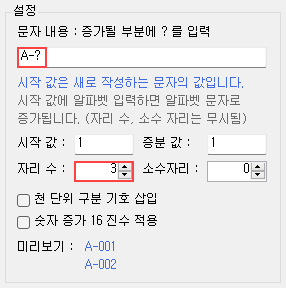 설정
문자 내용 : 증가될 부분에 ? 를 입력
A-?
시작 값은 새로 작성하는 문자의 값입니다.
시작 값에 알파벳 입력하면 알파벳 문자로
증가됩니다. (자리 수, 소수 자리는 무시됨)
시작 값 : 1 증분 값 : 1
자리 수 : 3 소수자리 : 0
천 단위 구분 기호 삽입
숫자 증가 16 진수 적용
미리보기 : A-001
A-002